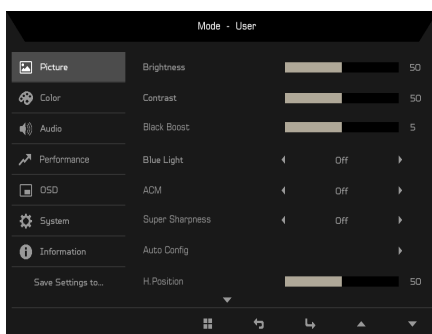 Mode - User
Picture
Brightness 50
Color
Contrast 50
Audio
Black Boost 5
Performance
Blue Light Off
OSD
ACM Off
System
Super Sharpness Off
Information
Auto Config
Save Settings to...
H.Position 50